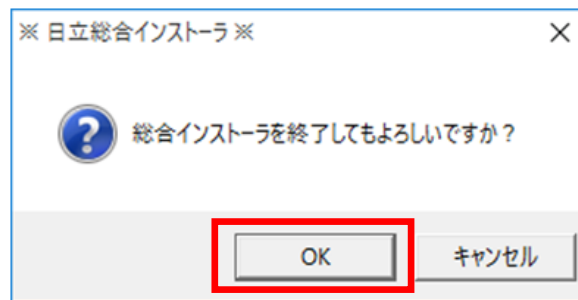 ※ 日立総合インストーラ ※
総合インストーラを終了してもよろしいですか？
OK
キャンセル